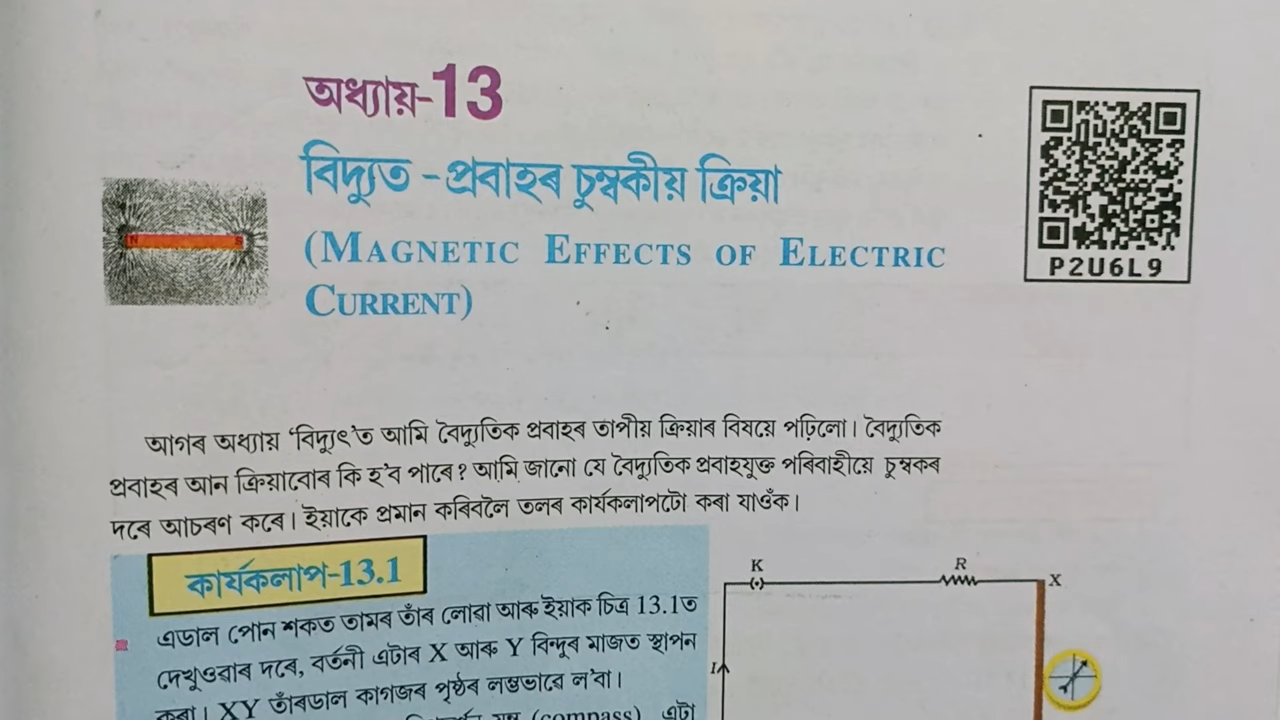 অধ্যায়-13
বিদ্যুত -প্ৰবাহৰ চুম্বকীয় ক্ৰিয়া
(MAGNETIC EFFECTS OF ELECTRIC
CURRENT)
P2U6L9
N S
আগৰ অধ্যায় ‘বিদ্যুৎ’ত আমি বৈদ্যুতিক প্ৰবাহৰ তাপীয় ক্ৰিয়াৰ বিষয়ে পঢ়িলো। বৈদ্যুতিক
প্ৰবাহৰ আন ক্ৰিয়াবোৰ কি হ’ব পাৰে? আমি জানো যে বৈদ্যুতিক প্ৰবাহযুক্ত পৰিবাহীয়ে চুম্বকৰ
দৰে আচৰণ কৰে। ইয়াকে প্ৰমান কৰিবলৈ তলৰ কাৰ্যকলাপটো কৰা যাওঁক।
কাৰ্যকলাপ-13.1
এডাল পোন শকত তামৰ তাঁৰ লোৱা আৰু ইয়াক চিত্ৰ 13.1ত
দেখুওৱাৰ দৰে, বৰ্তনী এটাৰ X আৰু Y বিন্দুৰ মাজত স্থাপন
কৰা। XY তাঁৰডাল কাগজৰ পৃষ্ঠৰ লম্বভাবে ল’বা।
(compass) এটা
K R X
I